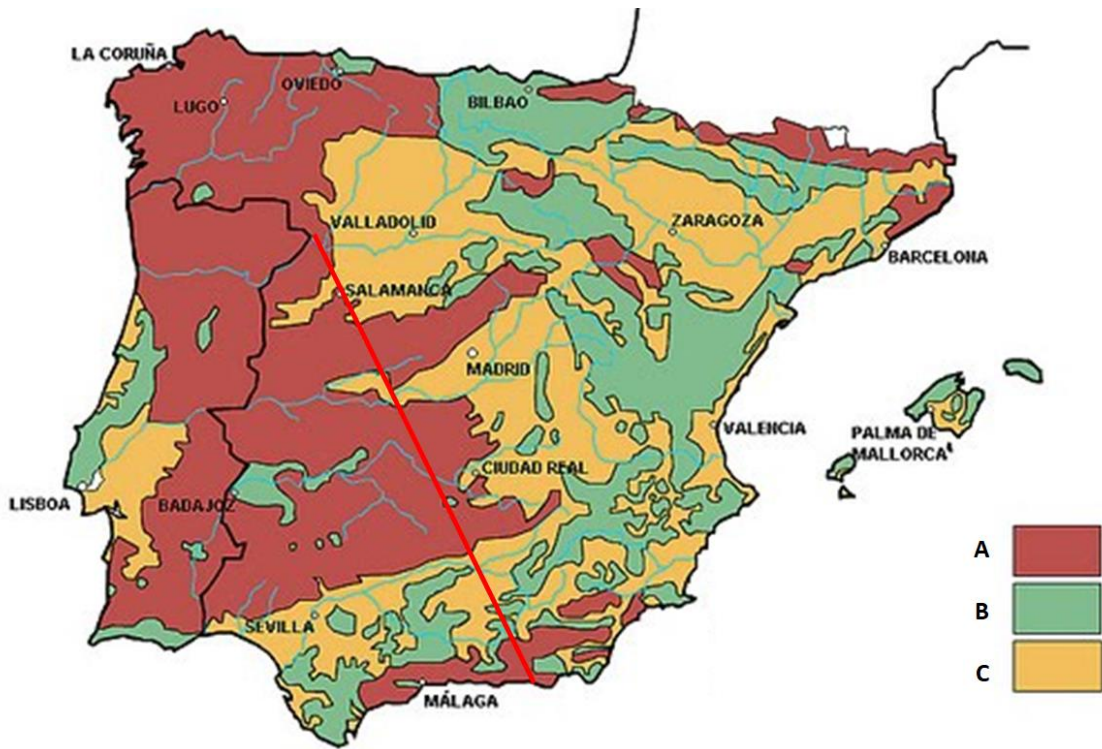 LA CORUÑA
OVIEDO
LUGO
BILBAO
VALLADOLID
ZARAGOZA
BARCELONA
SALAMANCA
MADRID
VALENCIA
PALMA DE
MALLORCA
CIUDAD REAL
LISBOA
BADAJOZ
SEVILLA
MÁLAGA
A
B
C